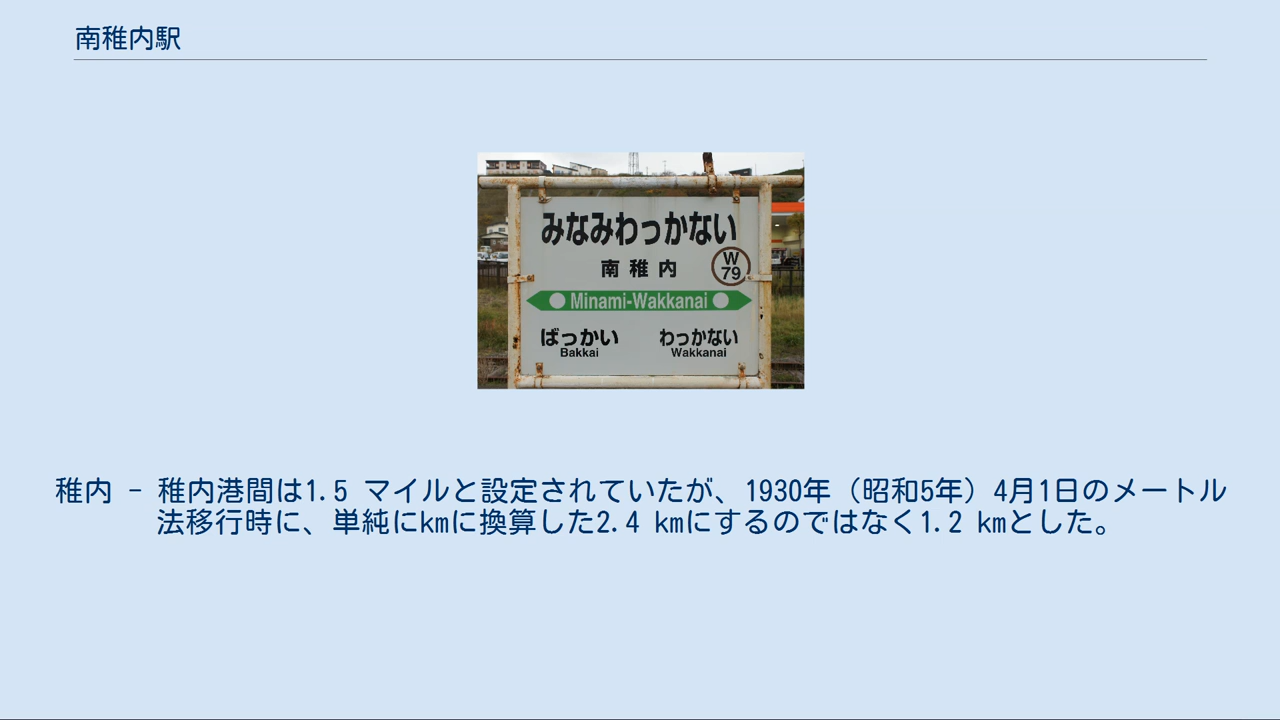 南稚内駅
みなみわっかない
南稚内
W
79
Minami-Wakkanai
ばっかい わっかない
Bakkai Wakkanai
稚内 - 稚内港間は1.5 マイルと設定されていたが、1930年（昭和5年）4月1日のメートル
法移行時に、単純にkmに換算した2.4 kmにするのではなく1.2 kmとした。